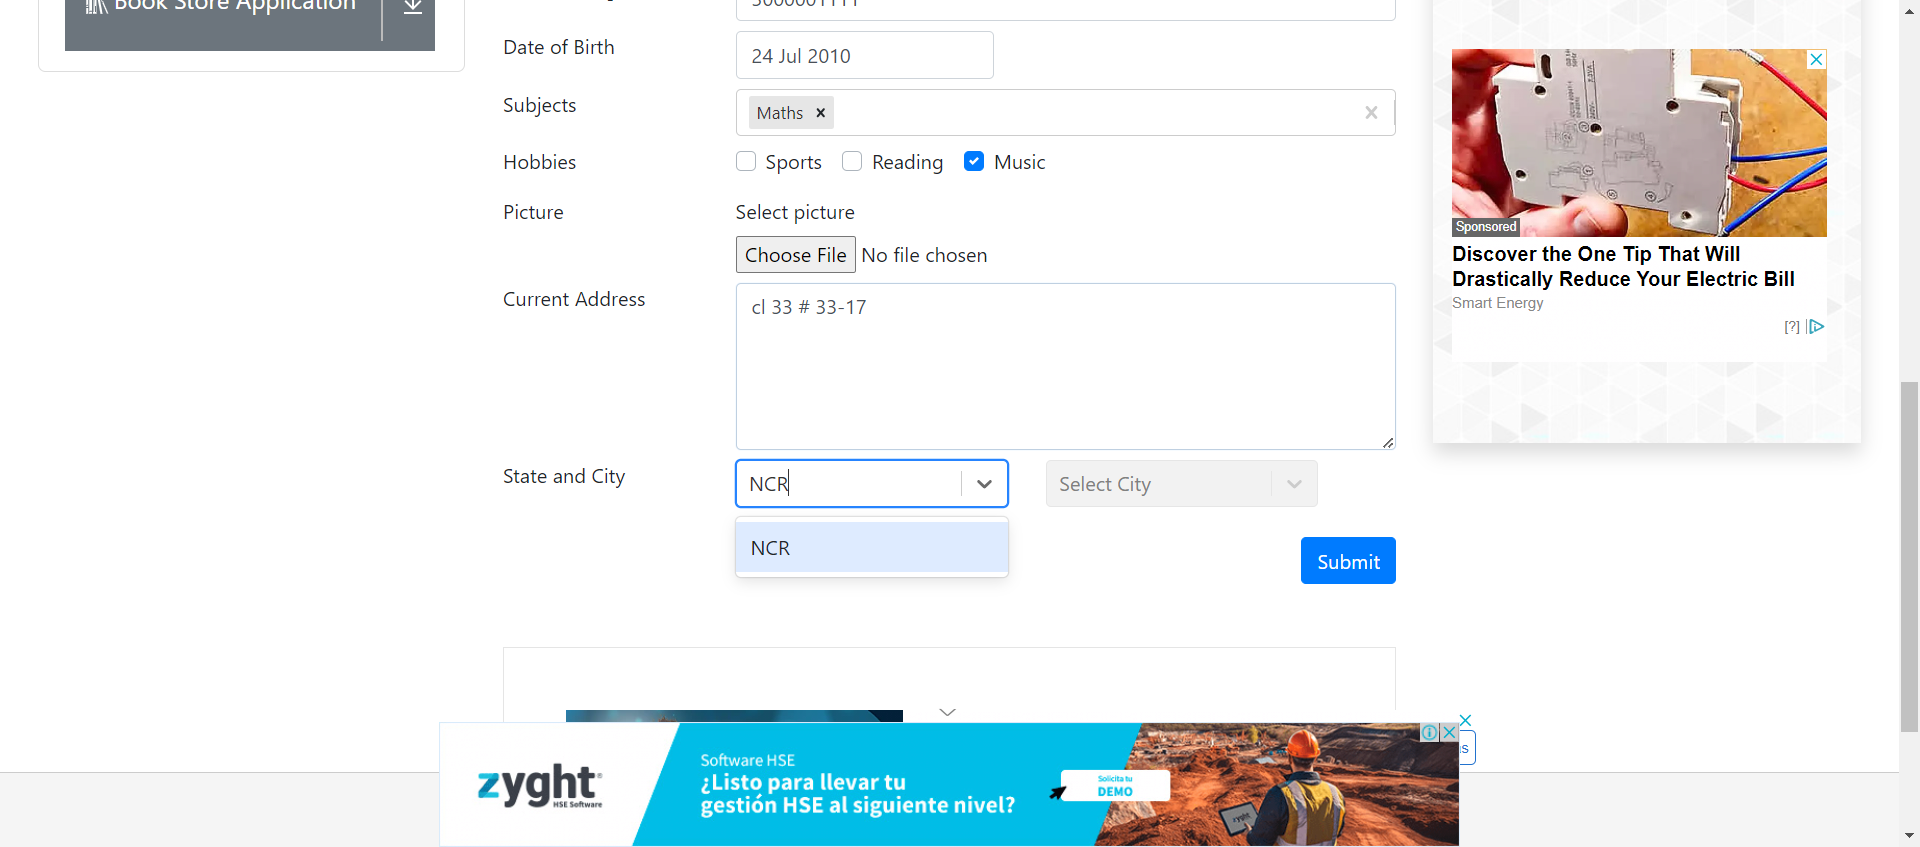 Book Store Application
3000001111
Date of Birth
24 Jul 2010
Subjects
Maths
Hobbies
Sports
Reading
Music
Picture
Select picture
Choose File
No file chosen
Current Address
cl 33 # 33-17
State and City
NCR
Select City
NCR
Submit
Sponsored
Discover the One Tip That Will
Drastically Reduce Your Electric Bill
Smart Energy
[?]
zyght
HSE Software
Software HSE
¿Listo para llevar tu
gestión HSE al siguiente nivel?
Solicita tu
DEMO